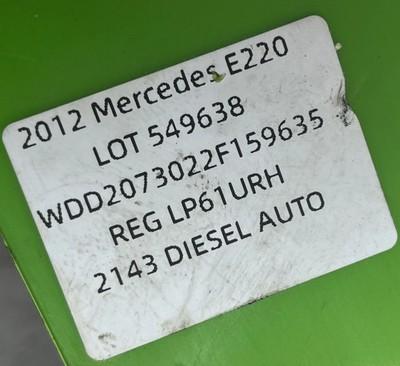 2012 Mercedes E220
LOT 549638
WDD2073022F159635
REG LP61URH
2143 DIESEL AUTO